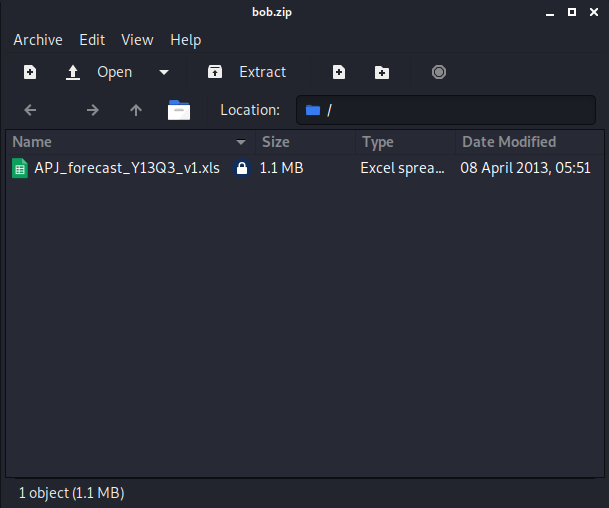 bob.zip
Archive Edit View Help
Open Extract
Location: /
Name Size Type Date Modified
APJ_forecast_Y13Q3_v1.xls 1.1 MB Excel sprea... 08 April 2013, 05:51
1 object (1.1 MB)